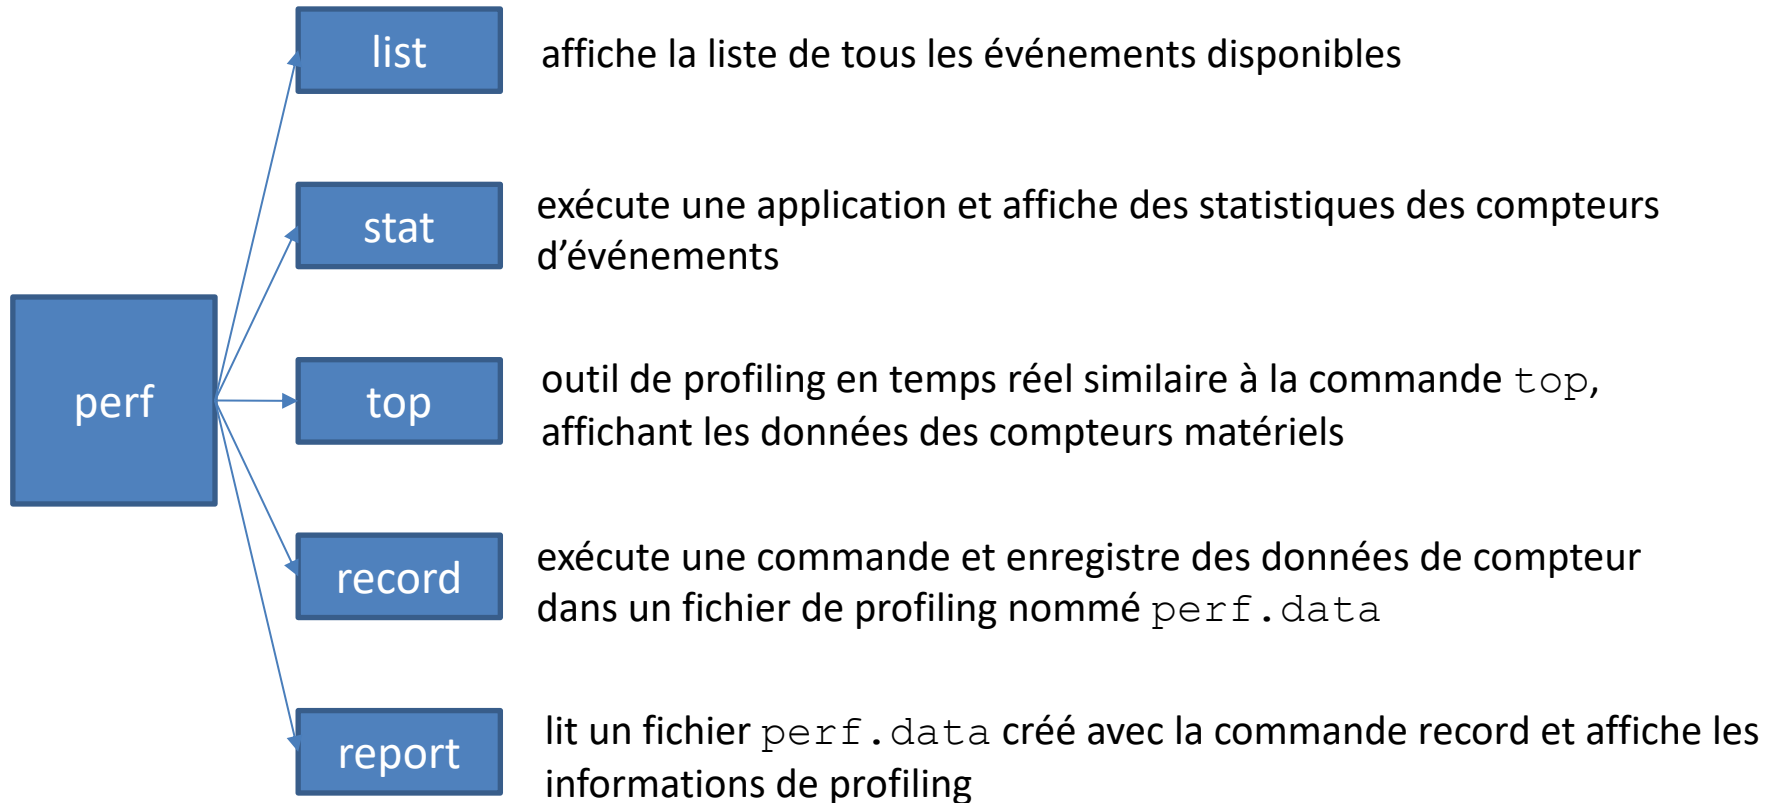 perf
list
affiche la liste de tous les événements disponibles
stat
exécute une application et affiche des statistiques des compteurs
d’événements
top
outil de profiling en temps réel similaire à la commande top,
affichant les données des compteurs matériels
record
exécute une commande et enregistre des données de compteur
dans un fichier de profiling nommé perf.data
report
lit un fichier perf.data créé avec la commande record et affiche les
informations de profiling